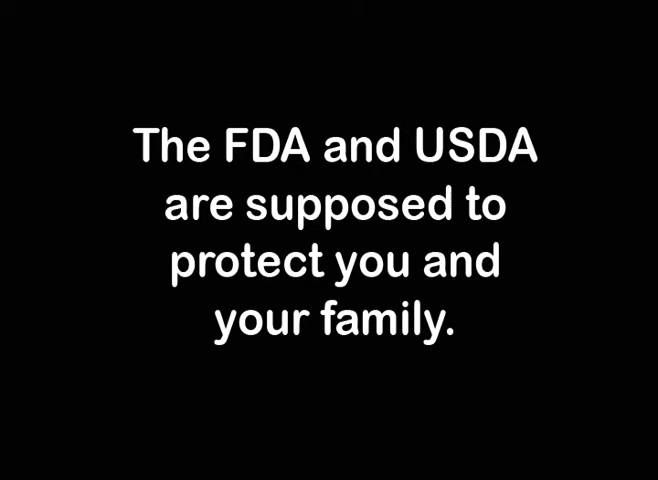 The FDA and USDA
are supposed to
protect you and
your family.